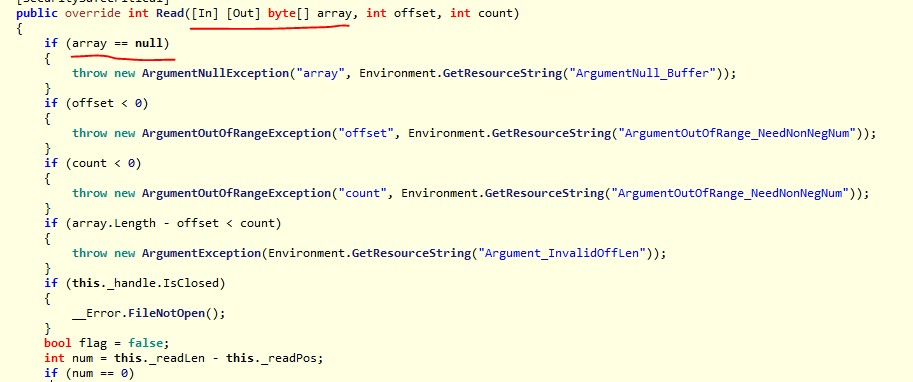 [SecuritySafeCritical]
public override int Read([In] [Out] byte[] array, int offset, int count)
{
if (array == null)
{
throw new ArgumentNullException("array", Environment.GetResourceString("ArgumentNull_Buffer"));
}
if (offset < 0)
{
throw new ArgumentOutOfRangeException("offset", Environment.GetResourceString("ArgumentOutOfRange_NeedNonNegNum"));
}
if (count < 0)
{
throw new ArgumentOutOfRangeException("count", Environment.GetResourceString("ArgumentOutOfRange_NeedNonNegNum"));
}
if (array.Length - offset < count)
{
throw new ArgumentException(Environment.GetResourceString("Argument_InvalidOffLen"));
}
if (this._handle.IsClosed)
{
__Error.FileNotOpen();
}
bool flag = false;
int num = this._readLen - this._readPos;
if (num == 0)